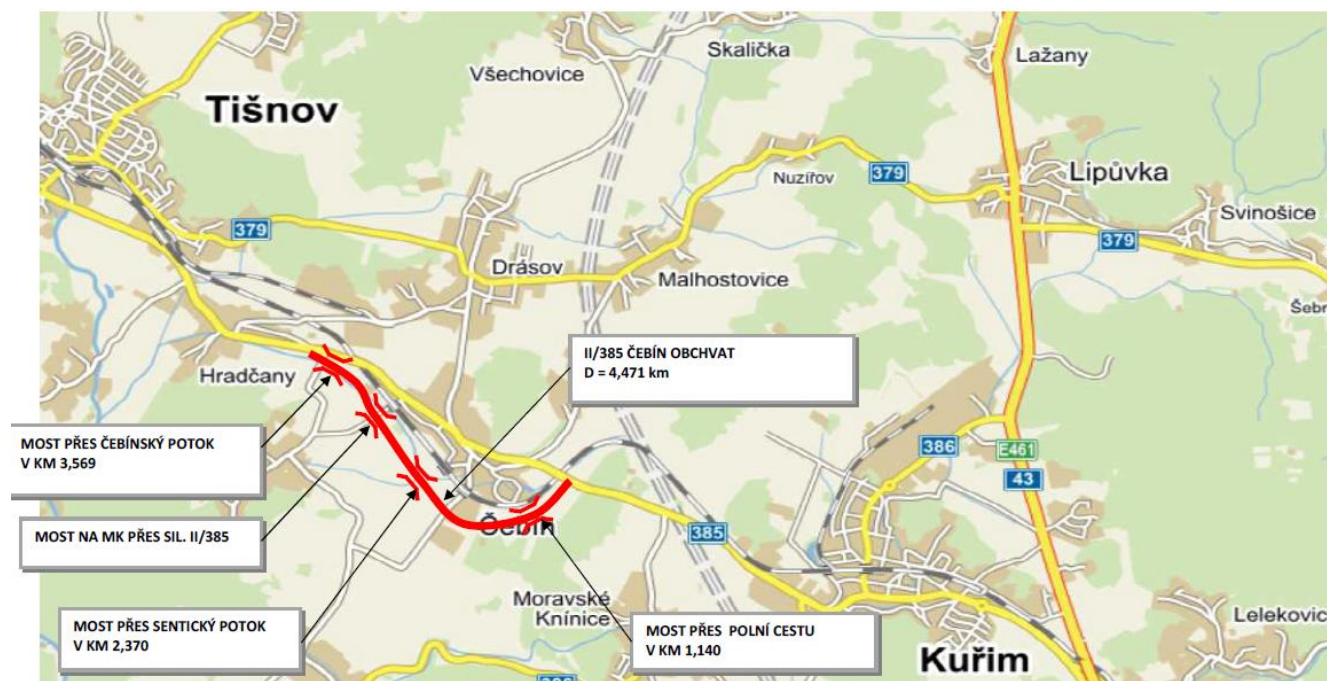 Skalička
Lažany
Všechovice
Tišnov
379
Nuzířov
Lipůvka
Svinošice
379
379
Drásov
Malhostovice
II/385 ČEBÍN OBCHVAT
D = 4,471 km
Hradčany
MOST PŘES ČEBÍNSKÝ POTOK
V KM 3,569
386
E461
43
MOST NA MK PŘES SIL. II/385
Čebín
385
Moravské
Knínice
MOST PŘES SENTICKÝ POTOK
V KM 2,370
MOST PŘES POLNÍ CESTU
V KM 1,140
Kuřim
386